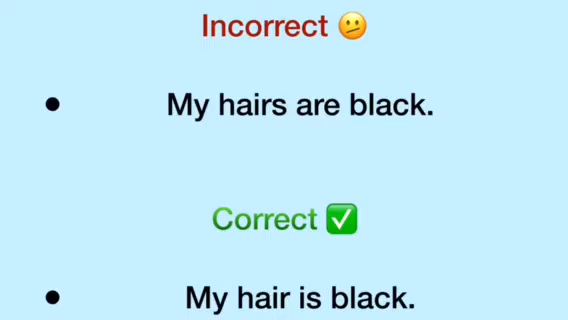 Incorrect 🫤
• My hairs are black.
Correct ✅
• My hair is black.